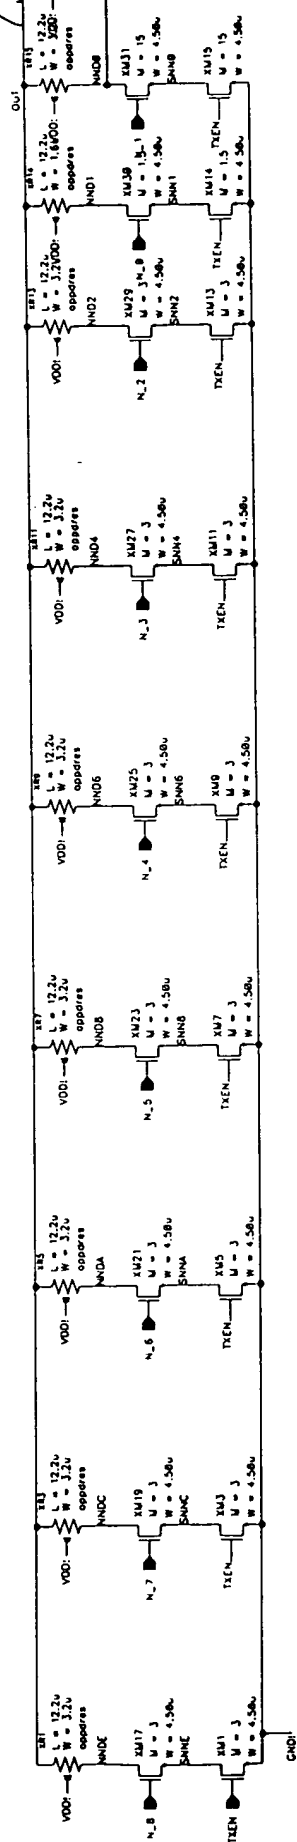 XR1
L = 12.2u
W = 3.2u
oppdres
VDD!
NNDE
XM17
M = 3
W = 4.50u
N_8
SNNE
XM1
M = 3
W = 4.50u
TXEN
GND!
XR3
L = 12.2u
W = 3.2u
oppdres
VDD!
NNDC
XM19
M = 3
W = 4.50u
N_7
SNNC
XM3
M = 3
W = 4.50u
TXEN
XR5
L = 12.2u
W = 3.2u
oppdres
VDD!
NNDA
XM21
M = 3
W = 4.50u
N_6
SNNA
XM5
M = 3
W = 4.50u
TXEN
XR7
L = 12.2u
W = 3.2u
oppdres
VDD!
NND8
XM23
M = 3
W = 4.50u
N_5
SNN8
XM7
M = 3
W = 4.50u
TXEN
XR9
L = 12.2u
W = 3.2u
oppdres
VDD!
NND6
XM25
M = 3
W = 4.50u
N_4
SNN6
XM9
M = 3
W = 4.50u
TXEN
XR11
L = 12.2u
W = 3.2u
oppdres
VDD!
NND4
XM27
M = 3
W = 4.50u
N_3
SNN4
XM11
M = 3
W = 4.50u
TXEN
XR13
L = 12.2u
W = 3.2u
oppdres
VDD!
NND2
XM29
M = 3
W = 4.50u
N_2
SNN2
XM13
M = 3
W = 4.50u
TXEN
XR14
L = 12.2u
W = 1.6u
oppdres
VDD!
NND1
XM30
M = 1.5
W = 4.50u
N_0
SNN1
XM14
M = 1.5
W = 4.50u
TXEN
OUT
XR15
L = 12.2u
W =
oppdres
VDD!
NND0
XM31
M = 15
W = 4.50u
N_1
SNN0
XM15
M = 15
W = 4.50u
TXEN